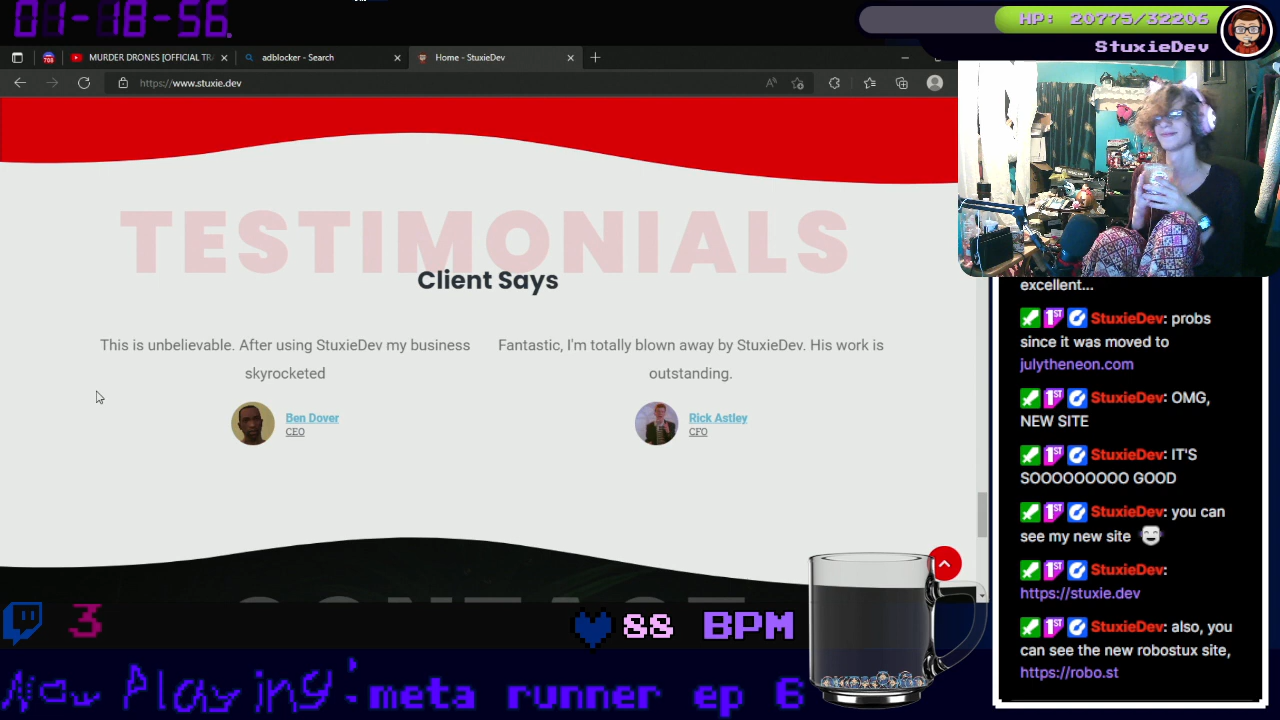 01-18-56
HP: 20775/32206
StuxieDev
MURDER DRONES [OFFICIAL TR
adblocker - Search
Home - StuxieDev
https://www.stuxie.dev
TESTIMONIALS
Client Says
This is unbelievable. After using StuxieDev my business
skyrocketed
Ben Dover
CEO
Fantastic, I'm totally blown away by StuxieDev. His work is
outstanding.
Rick Astley
CFO
CONTACT
excellent...
StuxieDev: probs
since it was moved to
julytheneon.com
StuxieDev: OMG,
NEW SITE
StuxieDev: IT'S
SOOOOOOOOO GOOD
StuxieDev: you can
see my new site
StuxieDev:
https://stuxie.dev
StuxieDev: also, you
can see the new robostux site,
https://robo.st
3
88 BPM
Now Playing: meta runner ep 6